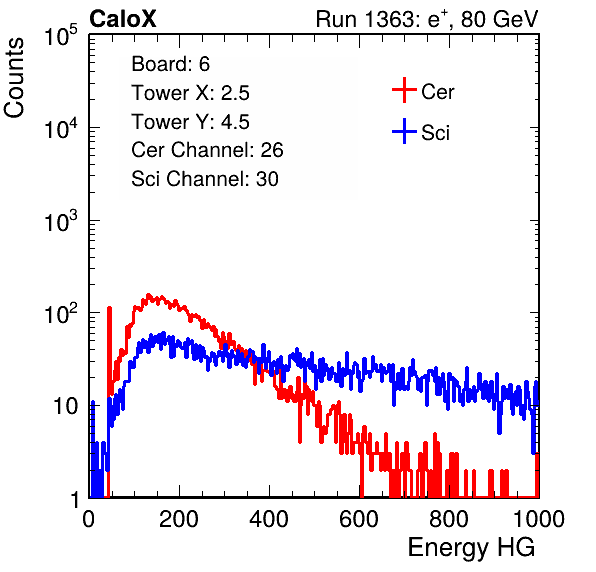 CaloX Run 1363: e⁺, 80 GeV
Counts
10⁵
10⁴
10³
10²
10
1
Board: 6
Tower X: 2.5
Tower Y: 4.5
Cer Channel: 26
Sci Channel: 30
Cer
Sci
0 200 400 600 800 1000
Energy HG